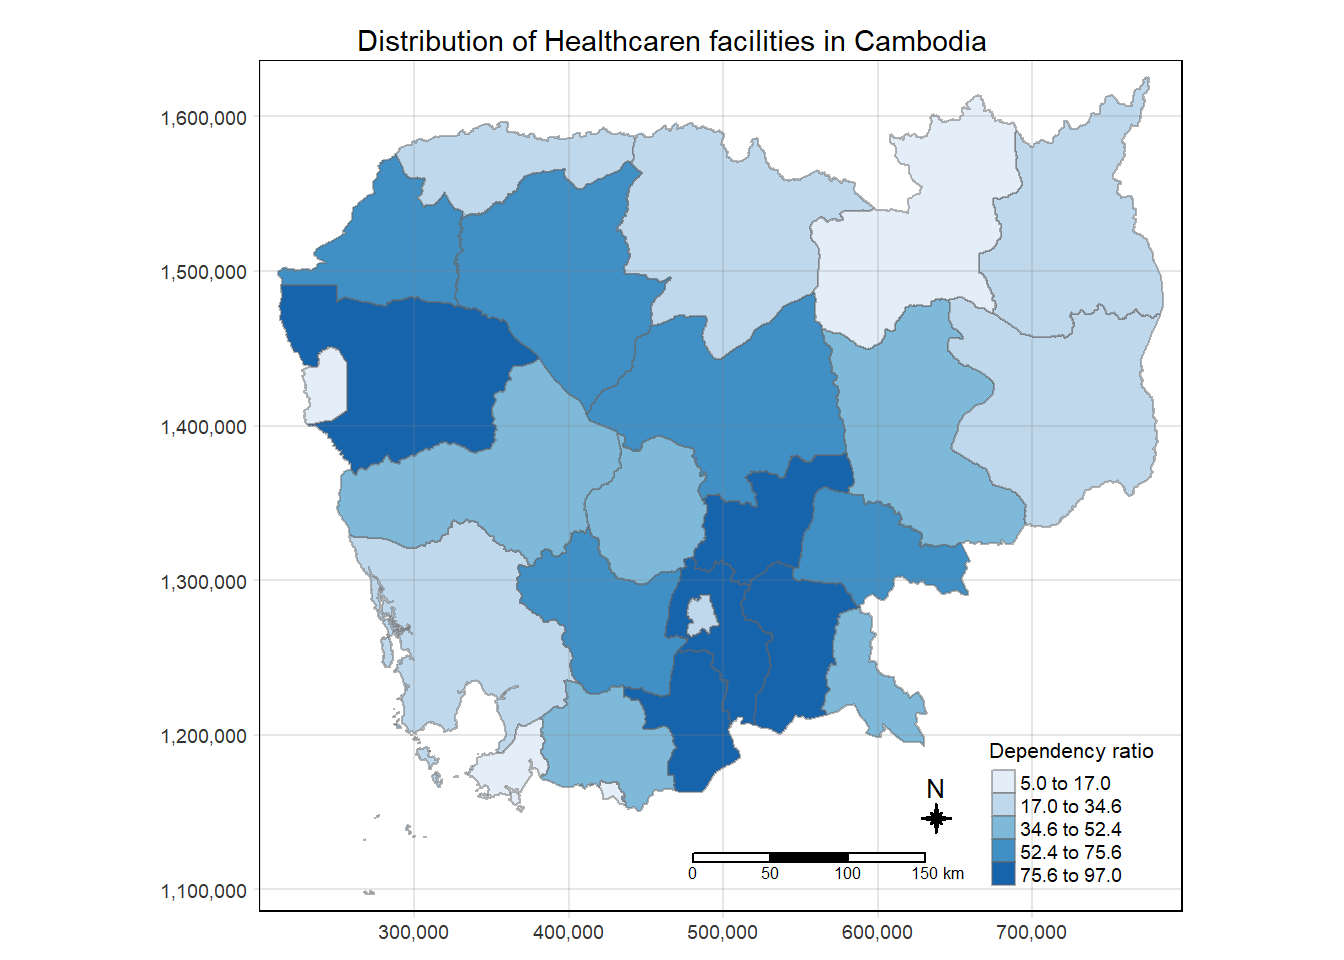 Distribution of Healthcaren facilities in Cambodia
1,600,000
1,500,000
1,400,000
1,300,000
1,200,000
1,100,000
300,000
400,000
500,000
600,000
700,000
Dependency ratio
5.0 to 17.0
17.0 to 34.6
34.6 to 52.4
52.4 to 75.6
75.6 to 97.0
N
0 50 100 150 km